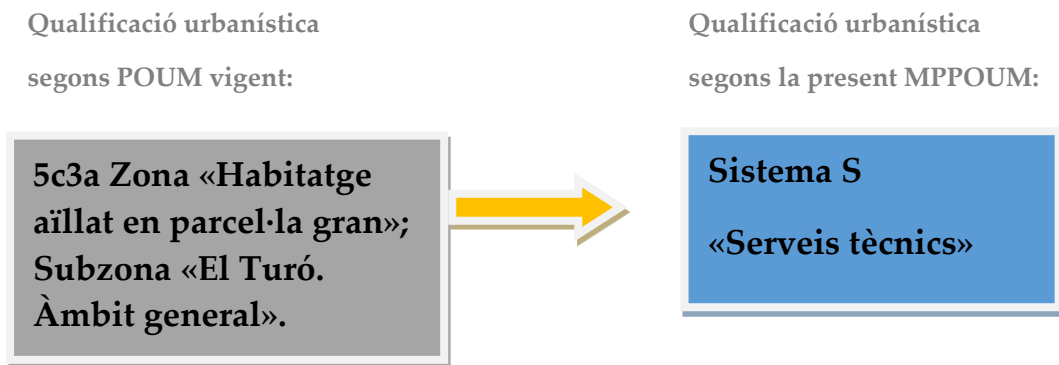 Qualificació urbanística
segons POUM vigent:
5c3a Zona «Habitatge
aïllat en parcel·la gran»;
Subzona «El Turó.
Àmbit general».
Qualificació urbanística
segons la present MPPOUM:
Sistema S
«Serveis tècnics»